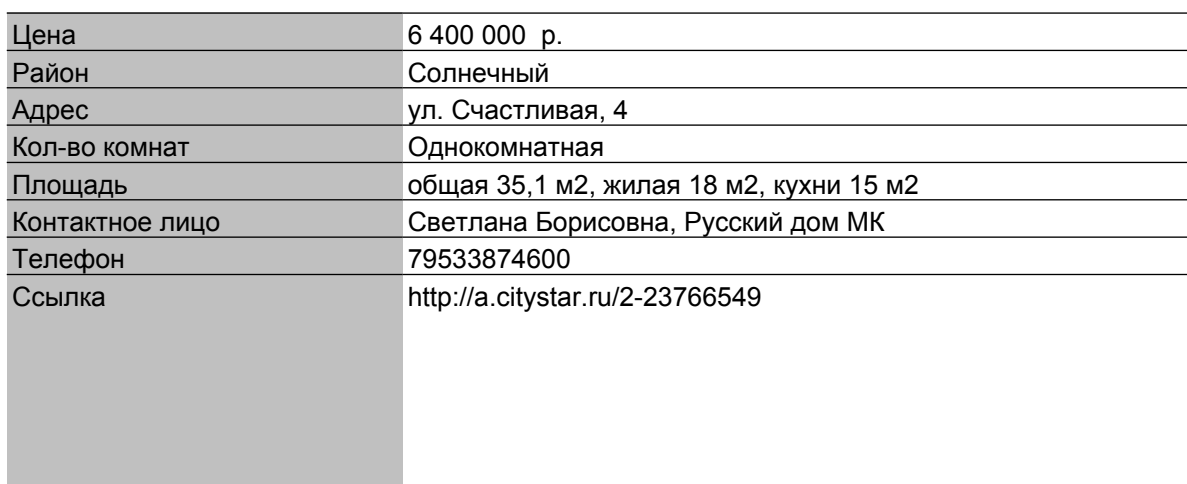 Цена 6 400 000 р.
Район Солнечный
Адрес ул. Счастливая, 4
Кол-во комнат Однокомнатная
Площадь общая 35,1 м2, жилая 18 м2, кухни 15 м2
Контактное лицо Светлана Борисовна, Русский дом МК
Телефон 79533874600
Ссылка http://a.citystar.ru/2-23766549